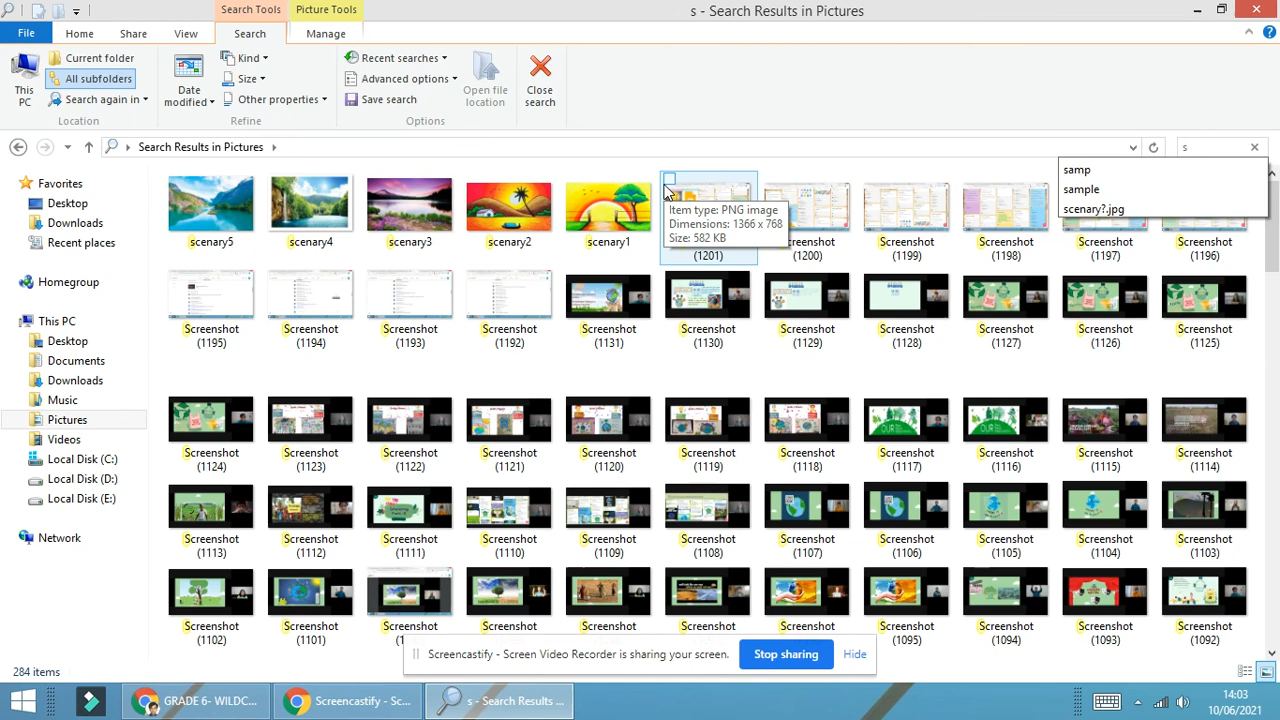 Search Tools
Picture Tools
s - Search Results in Pictures
File
Home
Share
View
Search
Manage
This PC
Current folder
All subfolders
Search again in
Location
Date modified
Kind
Size
Other properties
Refine
Recent searches
Advanced options
Save search
Open file location
Options
Close search
Search Results in Pictures
s
samp
sample
scenary?.jpg
Favorites
Desktop
Downloads
Recent places
Homegroup
This PC
Desktop
Documents
Downloads
Music
Pictures
Videos
Local Disk (C:)
Local Disk (D:)
Local Disk (E:)
Network
scenary5
scenary4
scenary3
scenary2
scenary1
(1201)
Item type: PNG image
Dimensions: 1366 x 768
Size: 582 KB
Screenshot (1200)
Screenshot (1199)
Screenshot (1198)
Screenshot (1197)
Screenshot (1196)
Screenshot (1195)
Screenshot (1194)
Screenshot (1193)
Screenshot (1192)
Screenshot (1131)
Screenshot (1130)
Screenshot (1129)
Screenshot (1128)
Screenshot (1127)
Screenshot (1126)
Screenshot (1125)
Screenshot (1124)
Screenshot (1123)
Screenshot (1122)
Screenshot (1121)
Screenshot (1120)
Screenshot (1119)
Screenshot (1118)
Screenshot (1117)
Screenshot (1116)
Screenshot (1115)
Screenshot (1114)
Screenshot (1113)
Screenshot (1112)
Screenshot (1111)
Screenshot (1110)
Screenshot (1109)
Screenshot (1108)
Screenshot (1107)
Screenshot (1106)
Screenshot (1105)
Screenshot (1104)
Screenshot (1103)
Screenshot (1102)
Screenshot (1101)
Screenshot
Screenshot
Screenshot
Screenshot
Screenshot
Screenshot (1095)
Screenshot (1094)
Screenshot (1093)
Screenshot (1092)
Screencastify - Screen Video Recorder is sharing your screen.
Stop sharing
Hide
284 items
GRADE 6- WILDC...
Screencastify - Sc...
s - Search Results ...
14:03
10/06/2021